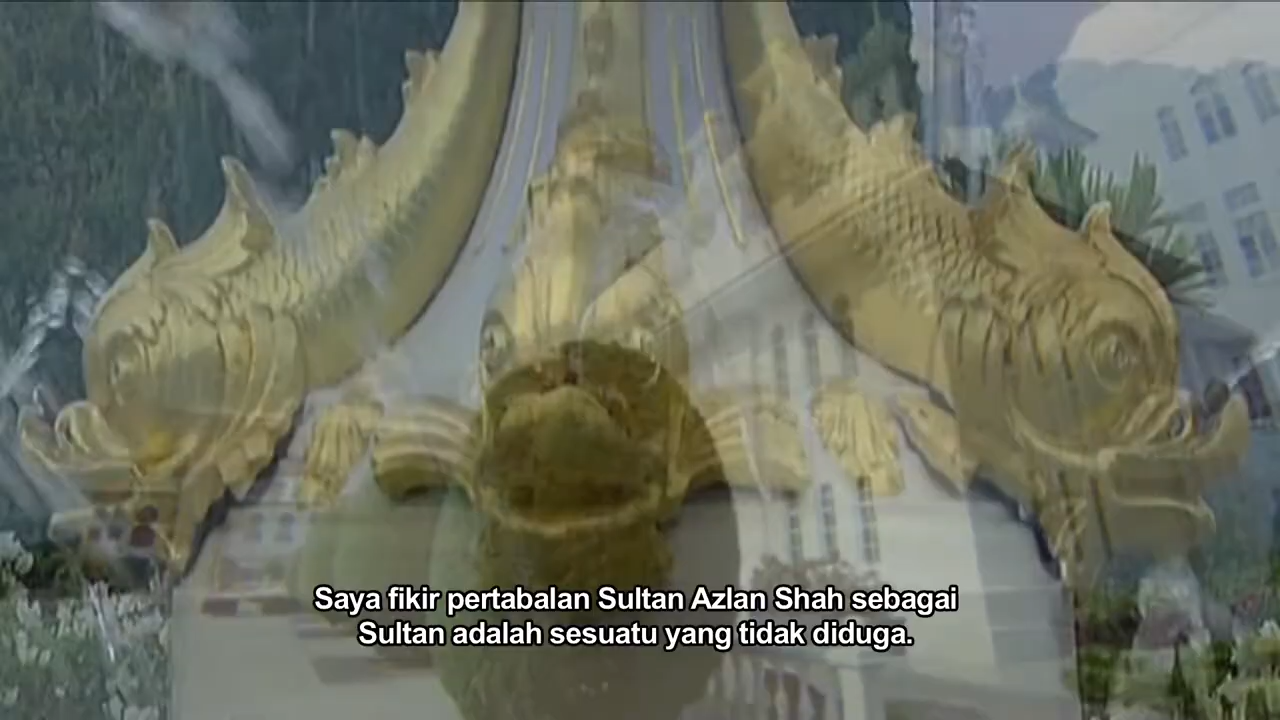 Saya fikir pertabalan Sultan Azlan Shah sebagai
Sultan adalah sesuatu yang tidak diduga.